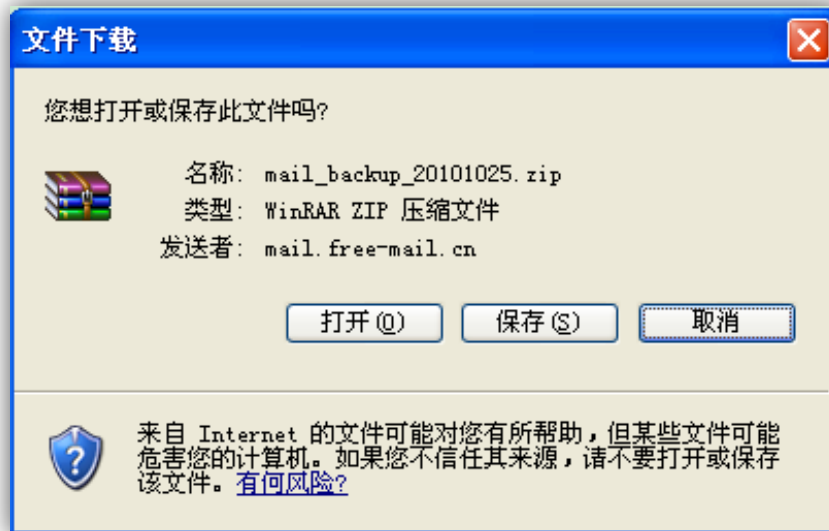 文件下载
您想打开或保存此文件吗?
名称: mail_backup_20101025.zip
类型: WinRAR ZIP 压缩文件
发送者: mail.free-mail.cn
打开(O) 保存(S) 取消
来自 Internet 的文件可能对您有所帮助,但某些文件可能
危害您的计算机。如果您不信任其来源,请不要打开或保存
该文件。有何风险?